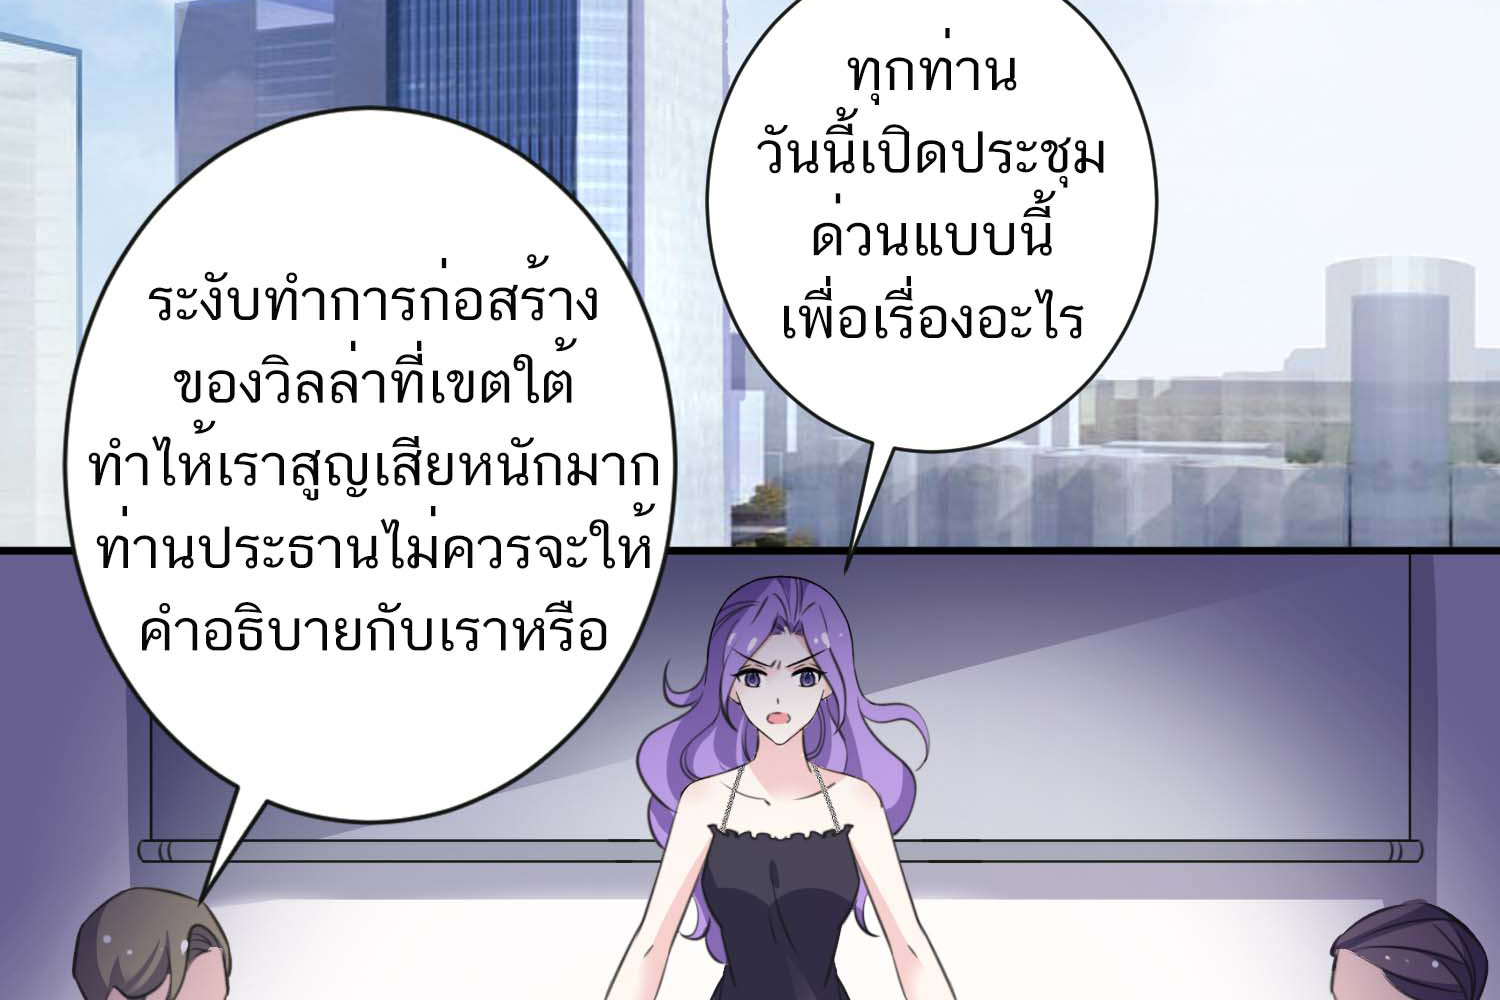 ทุกท่าน
วันนี้เปิดประชุม
ด่วนแบบนี้
เพื่อเรื่องอะไร
ระงับทำการก่อสร้าง
ของวิลล่าที่เขตใต้
ทำให้เราสูญเสียหนักมาก
ท่านประธานไม่ควรจะให้
คำอธิบายกับเราหรือ